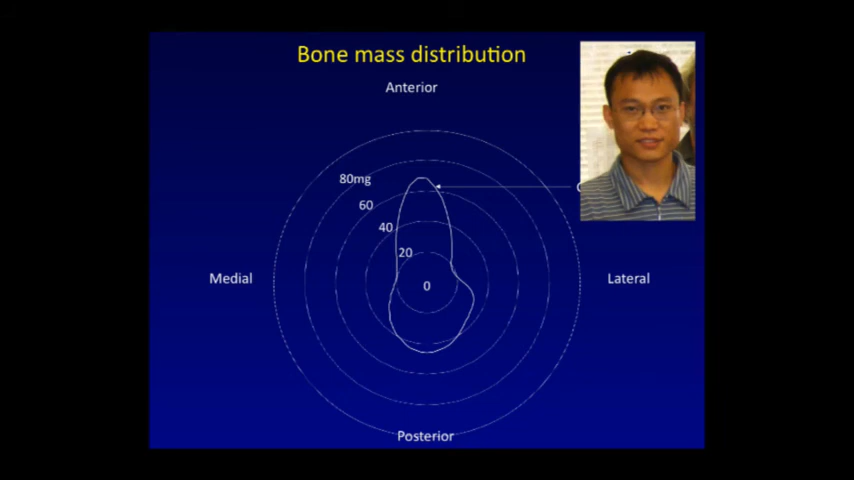 Bone mass distribution
Anterior
80mg
60
40
20
Medial
0
Lateral
Posterior